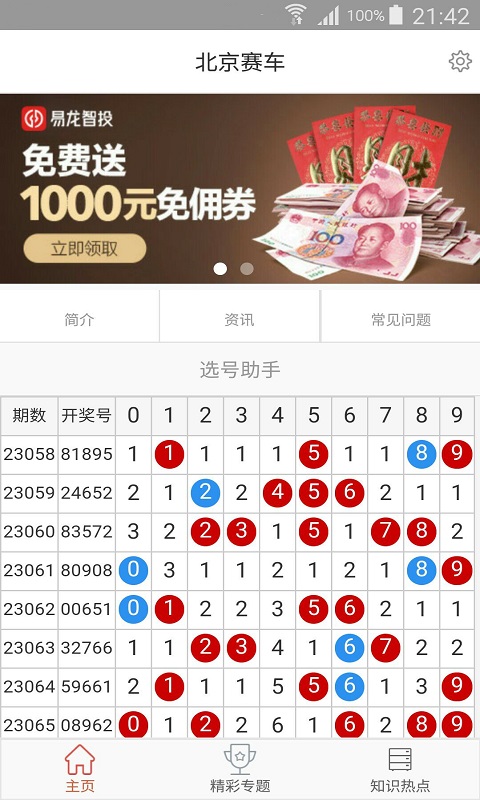 100% 21:42
北京赛车
易龙智投
免费送
1000元免佣券
立即领取
简介 资讯 常见问题
选号助手
期数 开奖号 0 1 2 3 4 5 6 7 8 9
23058 81895 1 1 1 1 1 5 1 1 8 9
23059 24652 2 1 2 2 4 5 6 2 1 1
23060 83572 3 2 2 3 1 5 1 7 8 2
23061 80908 0 3 1 1 2 1 2 1 8 9
23062 00651 0 1 2 2 3 5 6 2 1 1
23063 32766 1 1 2 3 4 1 6 7 2 2
23064 59661 2 1 1 1 5 5 6 1 3 9
23065 08962 0 1 2 2 6 1 6 2 8 9
主页 精彩专题 知识热点